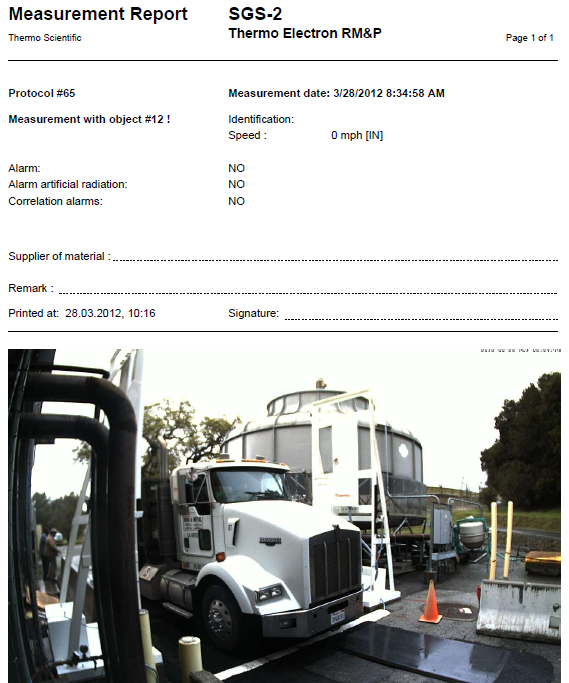 Measurement Report SGS-2
Thermo Scientific Thermo Electron RM&P Page 1 of 1
Protocol #65 Measurement date: 3/28/2012 8:34:58 AM
Measurement with object #12 ! Identification:
Speed : 0 mph [IN]
Alarm: NO
Alarm artificial radiation: NO
Correlation alarms: NO
Supplier of material :
Remark :
Printed at: 28.03.2012, 10:16 Signature: